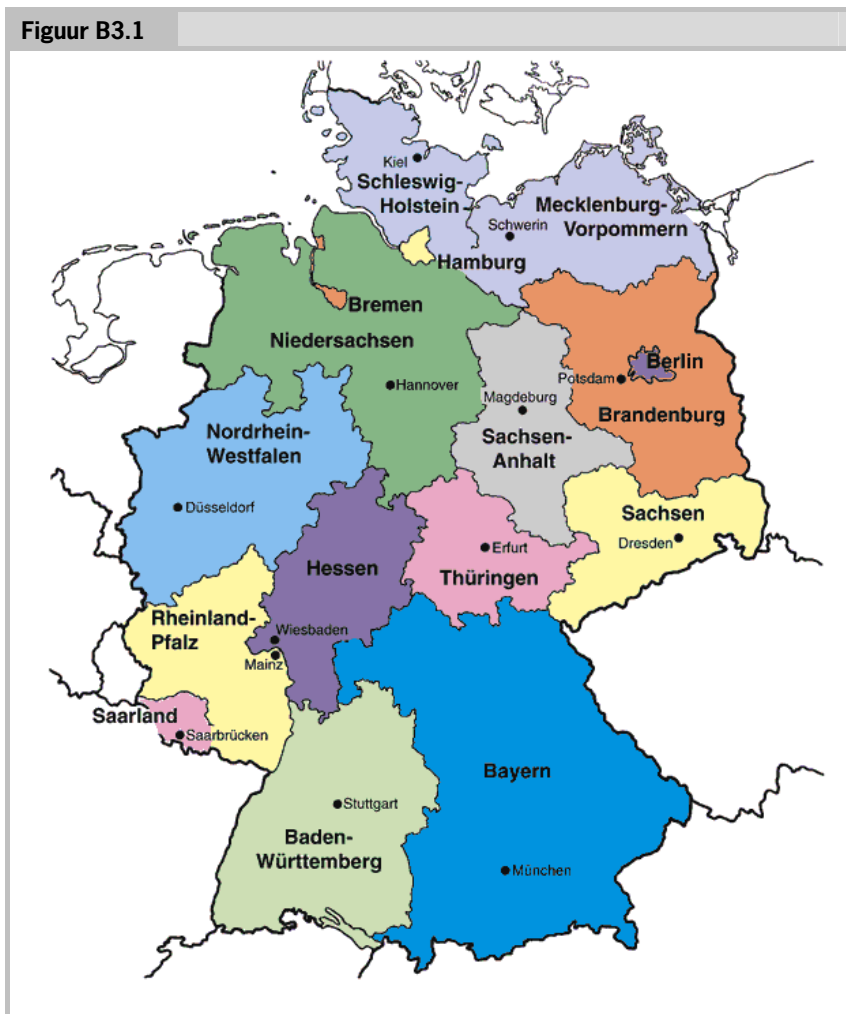 Figuur B3.1
Kiel
Schleswig-
Holstein
Mecklenburg-
Vorpommern
Schwerin
Hamburg
Bremen
Niedersachsen
Hannover
Berlin
Potsdam
Brandenburg
Magdeburg
Sachsen-
Anhalt
Nordrhein-
Westfalen
Düsseldorf
Sachsen
Dresden
Erfurt
Thüringen
Hessen
Rheinland-
Pfalz
Wiesbaden
Mainz
Saarland
Saarbrücken
Bayern
Stuttgart
Baden-
Württemberg
München